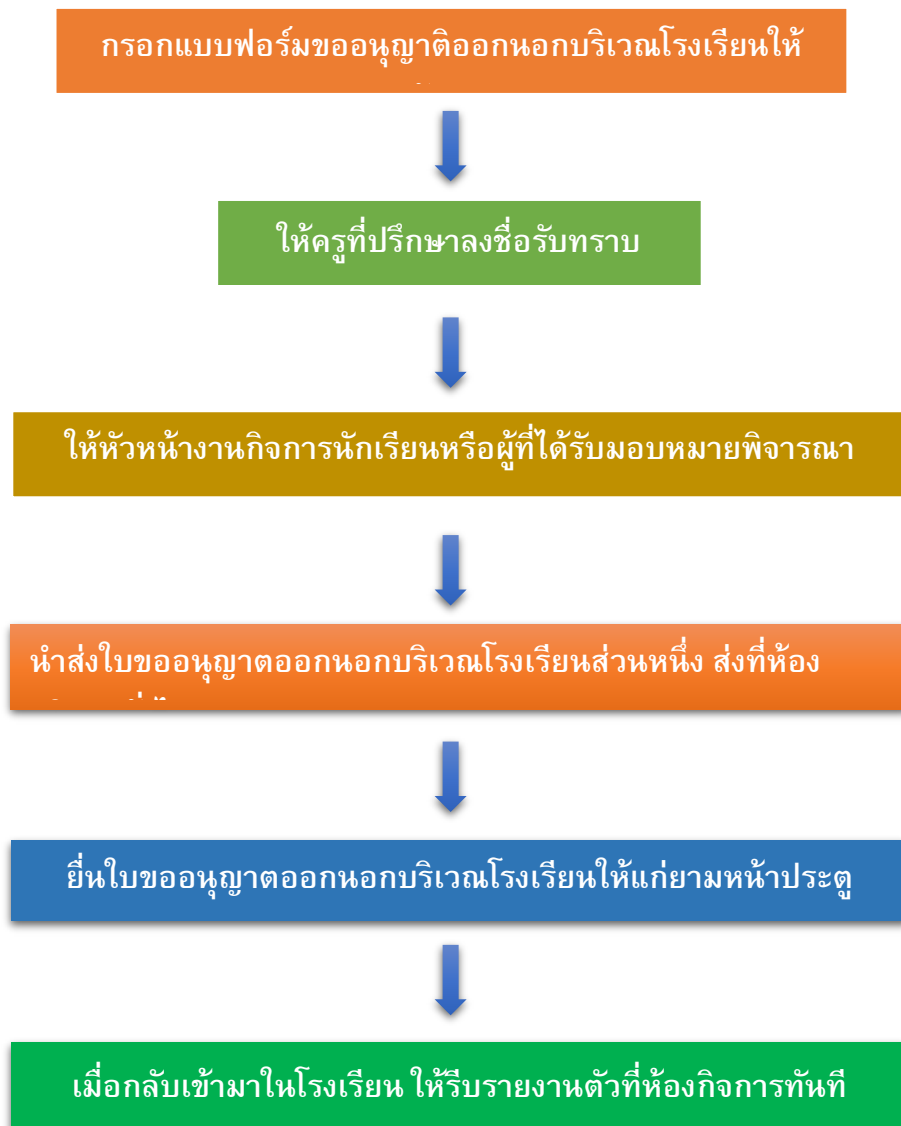 กรอกแบบฟอร์มขออนุญาติออกนอกบริเวณโรงเรียนให้
ให้ครูที่ปรึกษาลงชื่อรับทราบ
ให้หัวหน้างานกิจการนักเรียนหรือผู้ที่ได้รับมอบหมายพิจารณา
นำส่งใบขออนุญาตออกนอกบริเวณโรงเรียนส่วนหนึ่ง ส่งที่ห้อง
ยื่นใบขออนุญาตออกนอกบริเวณโรงเรียนให้แก่ยามหน้าประตู
เมื่อกลับเข้ามาในโรงเรียน ให้รีบรายงานตัวที่ห้องกิจการทันที